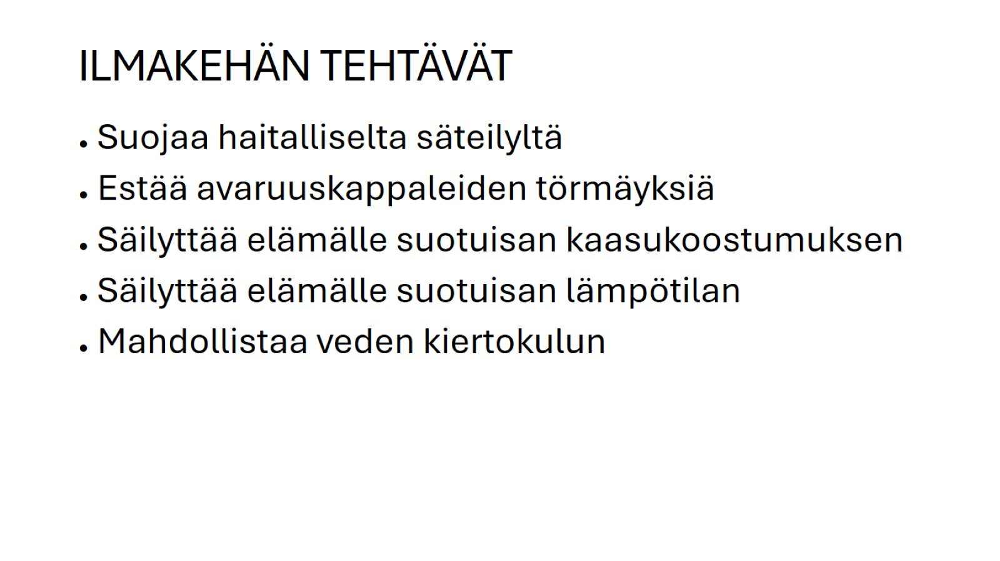 ILMAKEHÄN TEHTÄVÄT
• Suojaa haitalliselta säteilyltä
• Estää avaruuskappaleiden törmäyksiä
• Säilyttää elämälle suotuisan kaasukoostumuksen
• Säilyttää elämälle suotuisan lämpötilan
• Mahdollistaa veden kiertokulun